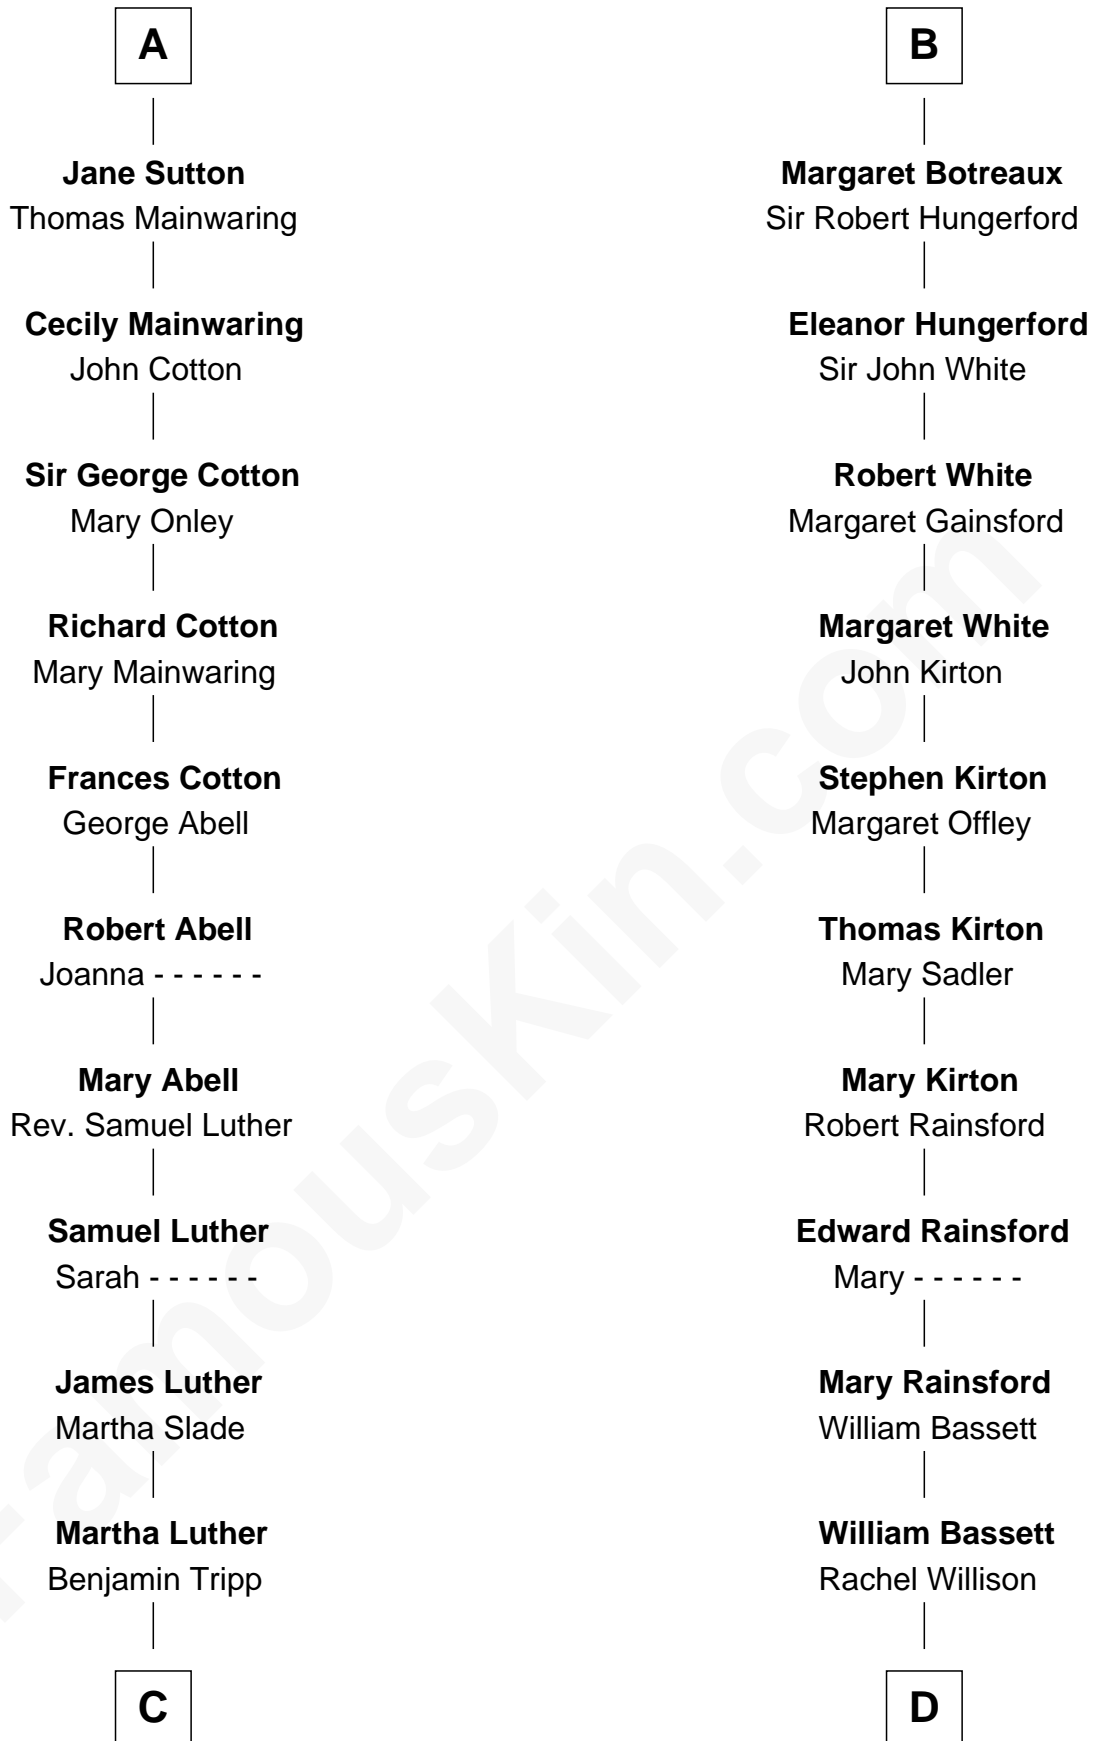 A
Jane Sutton
Thomas Mainwaring
Cecily Mainwaring
John Cotton
Sir George Cotton
Mary Onley
Richard Cotton
Mary Mainwaring
Frances Cotton
George Abell
Robert Abell
Joanna - - - - - -
Mary Abell
Rev. Samuel Luther
Samuel Luther
Sarah - - - - - -
James Luther
Martha Slade
Martha Luther
Benjamin Tripp
C
B
Margaret Botreaux
Sir Robert Hungerford
Eleanor Hungerford
Sir John White
Robert White
Margaret Gainsford
Margaret White
John Kirton
Stephen Kirton
Margaret Offley
Thomas Kirton
Mary Sadler
Mary Kirton
Robert Rainsford
Edward Rainsford
Mary - - - - - -
Mary Rainsford
William Bassett
William Bassett
Rachel Willison
D
FamousKin.com